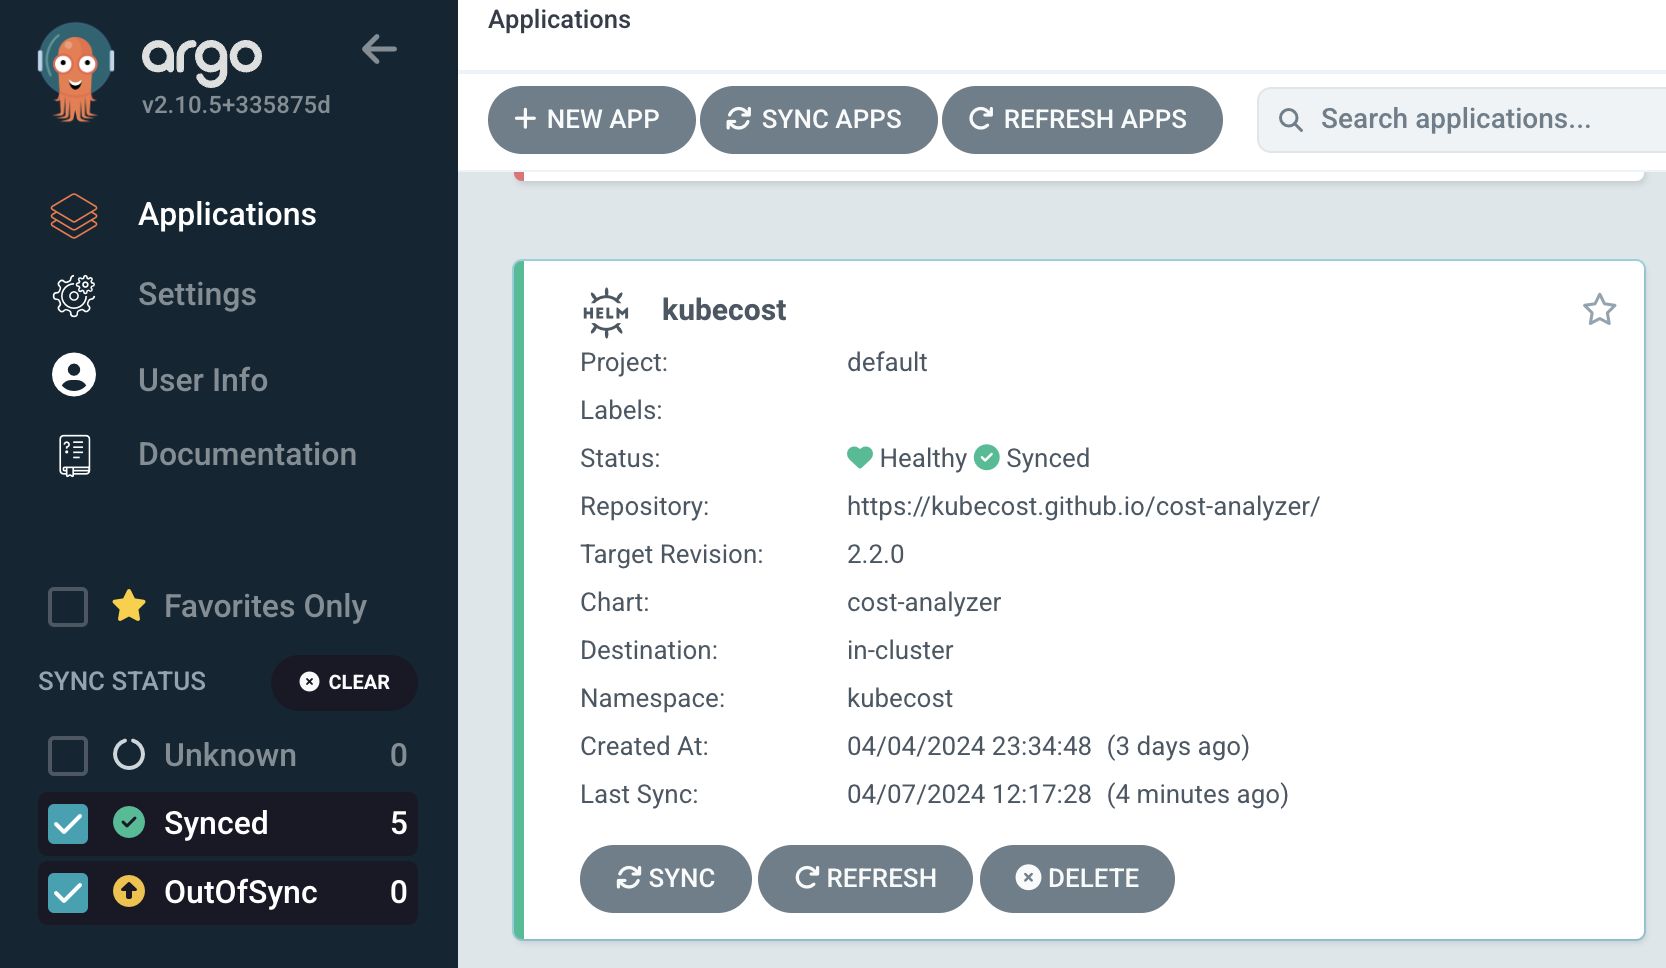 argo
v2.10.5+335875d
Applications
Settings
User Info
Documentation
Favorites Only
SYNC STATUS
CLEAR
Unknown 0
Synced 5
OutOfSync 0
Applications
NEW APP SYNC APPS REFRESH APPS Search applications...
HELM kubecost
Project: default
Labels:
Status: Healthy Synced
Repository: https://kubecost.github.io/cost-analyzer/
Target Revision: 2.2.0
Chart: cost-analyzer
Destination: in-cluster
Namespace: kubecost
Created At: 04/04/2024 23:34:48 (3 days ago)
Last Sync: 04/07/2024 12:17:28 (4 minutes ago)
SYNC REFRESH DELETE